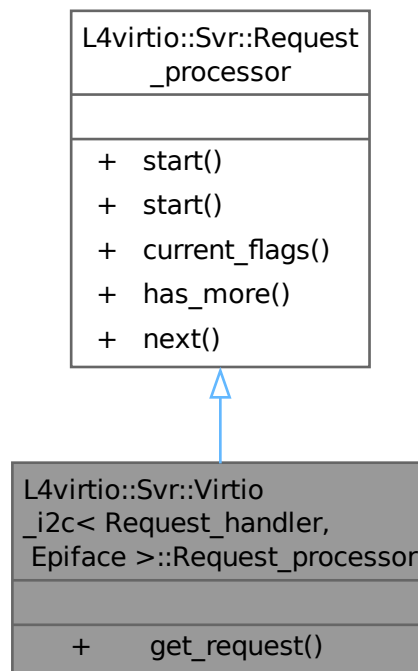 L4virtio::Svr::Request
_processor
+ start()
+ start()
+ current_flags()
+ has_more()
+ next()
L4virtio::Svr::Virtio
_i2c< Request_handler,
Epiface >::Request_processor
+ get_request()